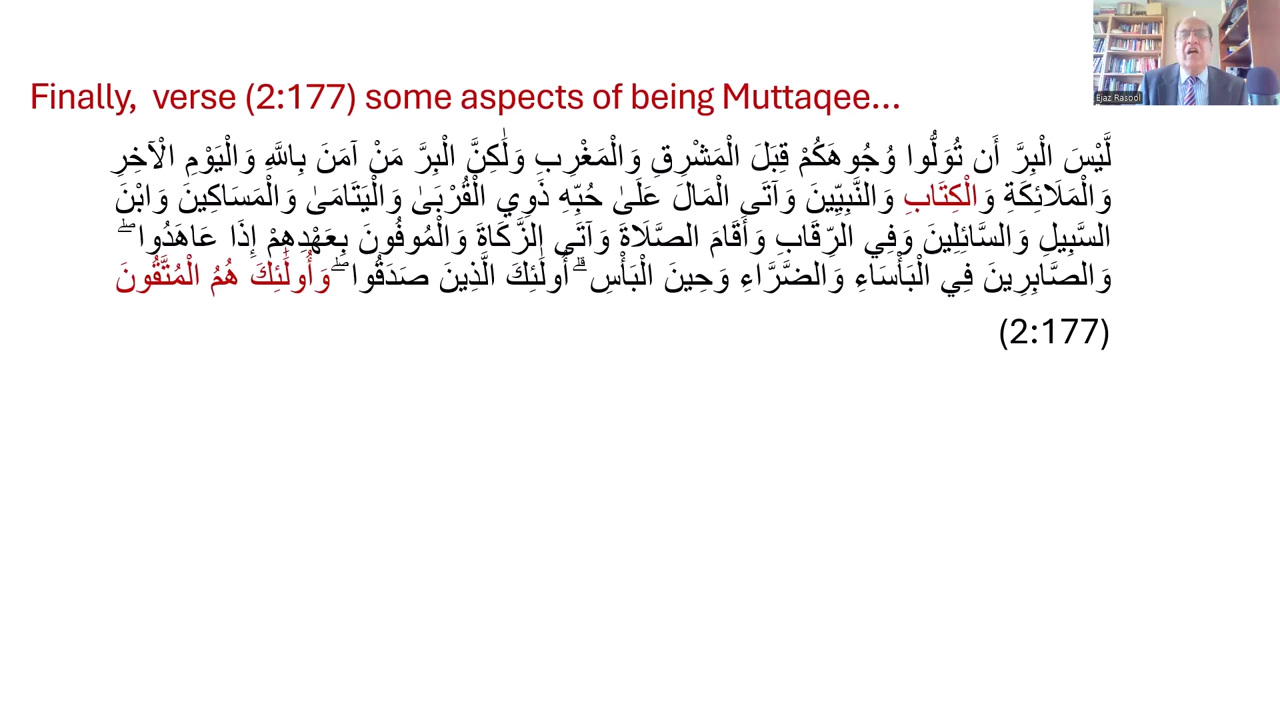 Ejaz Rasool
Finally, verse (2:177) some aspects of being Muttaqee...
لَّيْسَ الْبِرَّ أَن تُوَلُّوا وُجُوهَكُمْ قِبَلَ الْمَشْرِقِ وَالْمَغْرِبِ وَلَٰكِنَّ الْبِرَّ مَنْ آمَنَ بِاللَّهِ وَالْيَوْمِ الْآخِرِ
وَالْمَلَائِكَةِ وَالْكِتَابِ وَالنَّبِيِّينَ وَآتَى الْمَالَ عَلَىٰ حُبِّهِ ذَوِي الْقُرْبَىٰ وَالْيَتَامَىٰ وَالْمَسَاكِينَ وَابْنَ
السَّبِيلِ وَالسَّائِلِينَ وَفِي الرِّقَابِ وَأَقَامَ الصَّلَاةَ وَآتَى الزَّكَاةَ وَالْمُوفُونَ بِعَهْدِهِمْ إِذَا عَاهَدُوا ۖ
وَالصَّابِرِينَ فِي الْبَأْسَاءِ وَالضَّرَّاءِ وَحِينَ الْبَأْسِ ۗ أُولَٰئِكَ الَّذِينَ صَدَقُوا ۖ وَأُولَٰئِكَ هُمُ الْمُتَّقُونَ
(2:177)